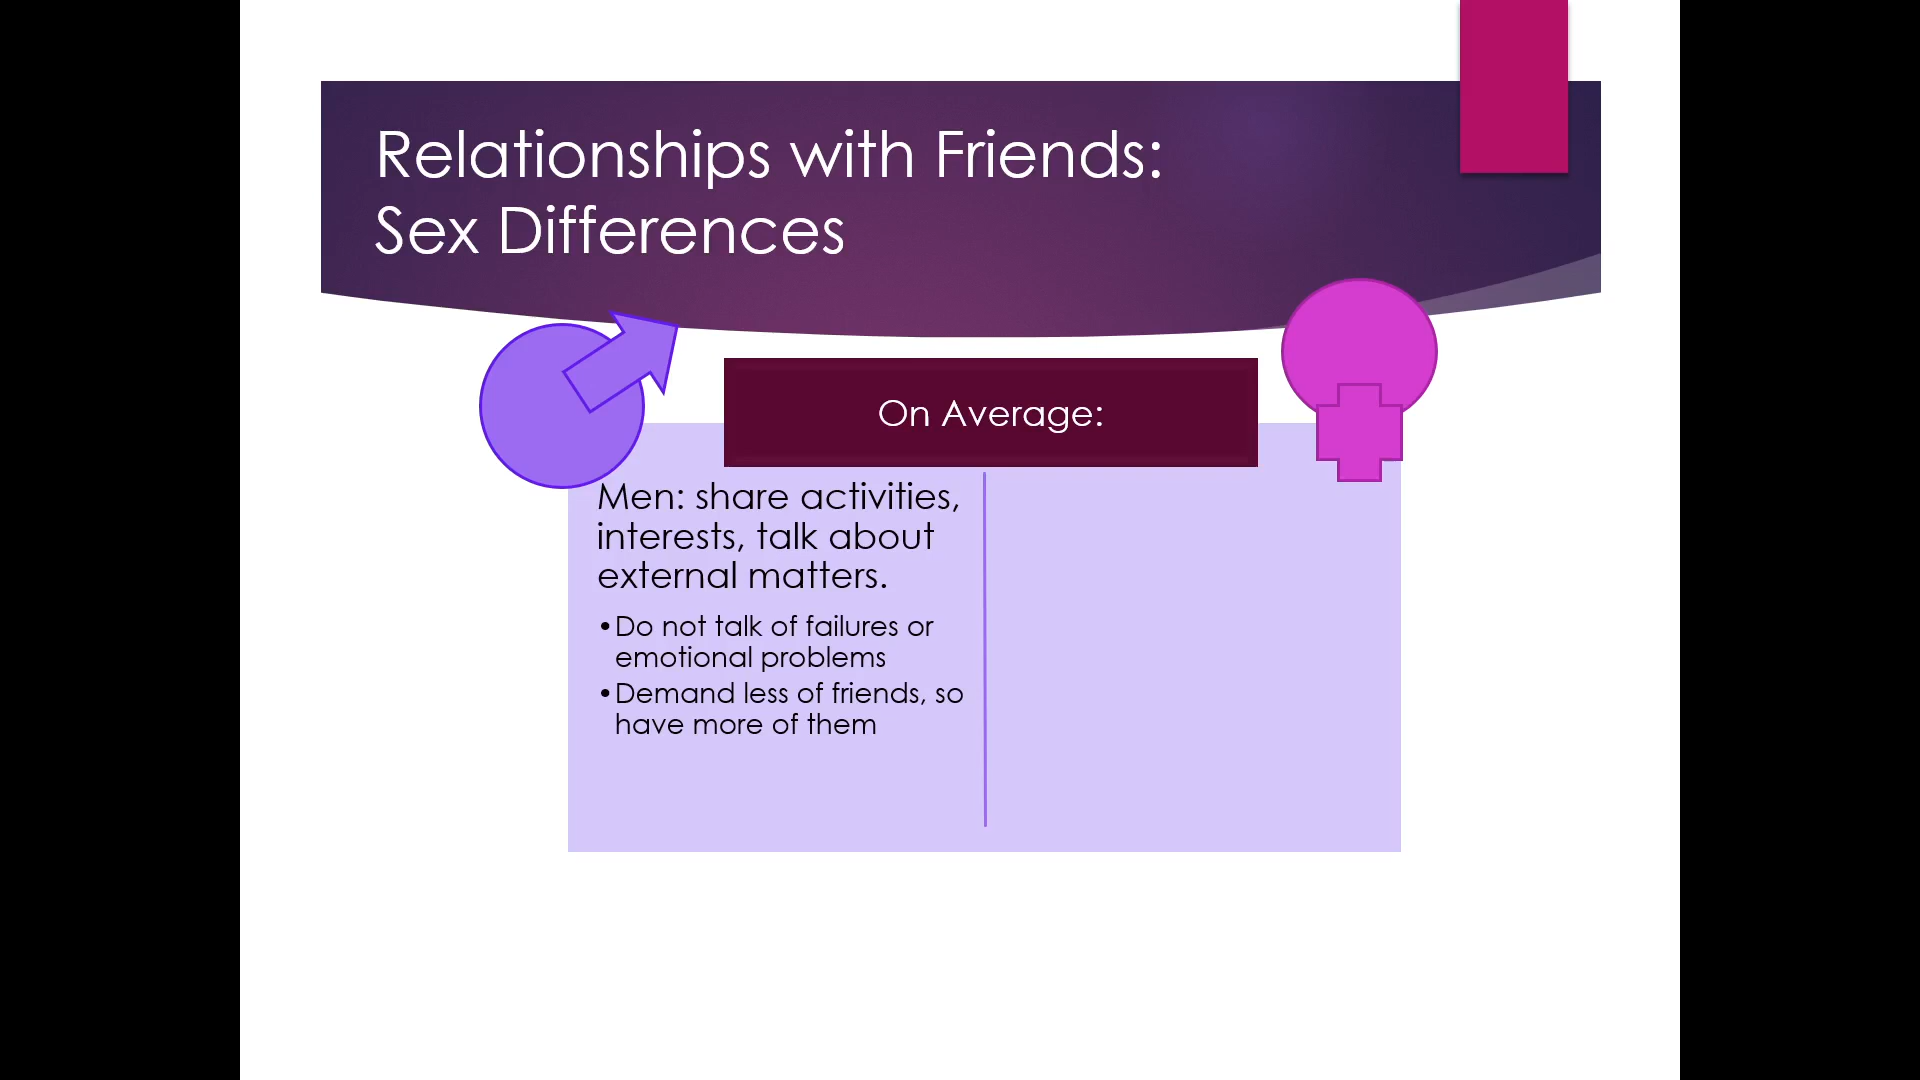 Relationships with Friends:
Sex Differences
On Average:
Men: share activities,
interests, talk about
external matters.
•Do not talk of failures or
emotional problems
•Demand less of friends, so
have more of them